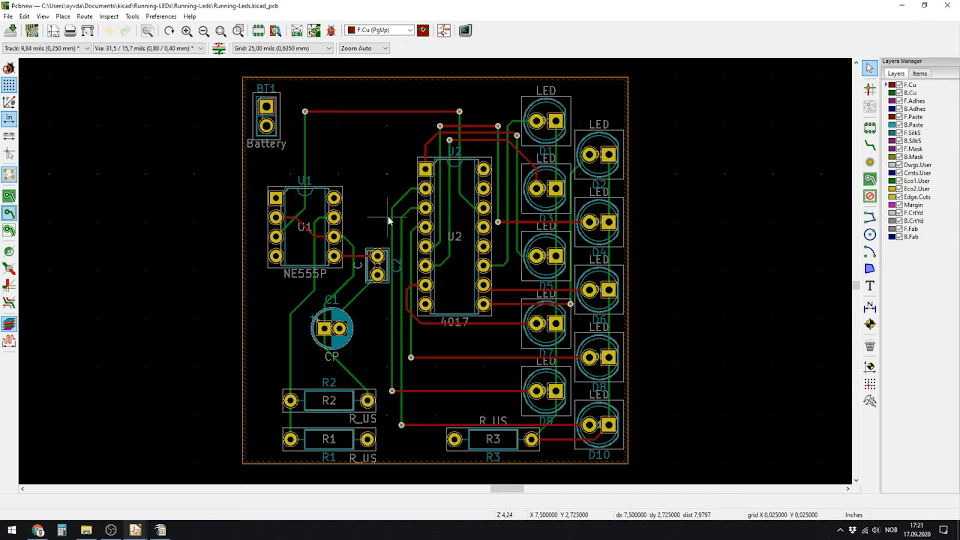 Pcbnew — C:\Users\oyvda\Documents\kicad\Running-LEDs\Running-Leds\Running-Leds.kicad_pcb
File Edit View Place Route Inspect Tools Preferences Help
F.Cu (PgUp)
Track: 9,84 mils (0,250 mm) * Via: 31,5 / 15,7 mils (0,80 / 0,40 mm) * Grid: 25,00 mils (0,6350 mm) Zoom Auto
Layers Manager
Layers Items
F.Cu
B.Cu
F.Adhes
B.Adhes
F.Paste
B.Paste
F.SilkS
B.SilkS
F.Mask
B.Mask
Dwgs.User
Cmts.User
Eco1.User
Eco2.User
Edge.Cuts
Margin
F.CrtYd
B.CrtYd
F.Fab
B.Fab
BT1
Battery
LED
D1
LED
D2
LED
D3
LED
D4
LED
D5
LED
D6
LED
D7
LED
D8
LED
D9
D10
U1
U1
NE555P
U2
U2
4017
C
C2
C1
CP
R2
R2
R_US
R1
R1
R_US
R_US
R3
R3
Z 4,24 X 7,500000 Y 2,725000 dx 7,500000 dy 2,725000 dist 7,9797 grid X 0,025000 Y 0,025000 Inches
NOB
17:21
17.09.2020